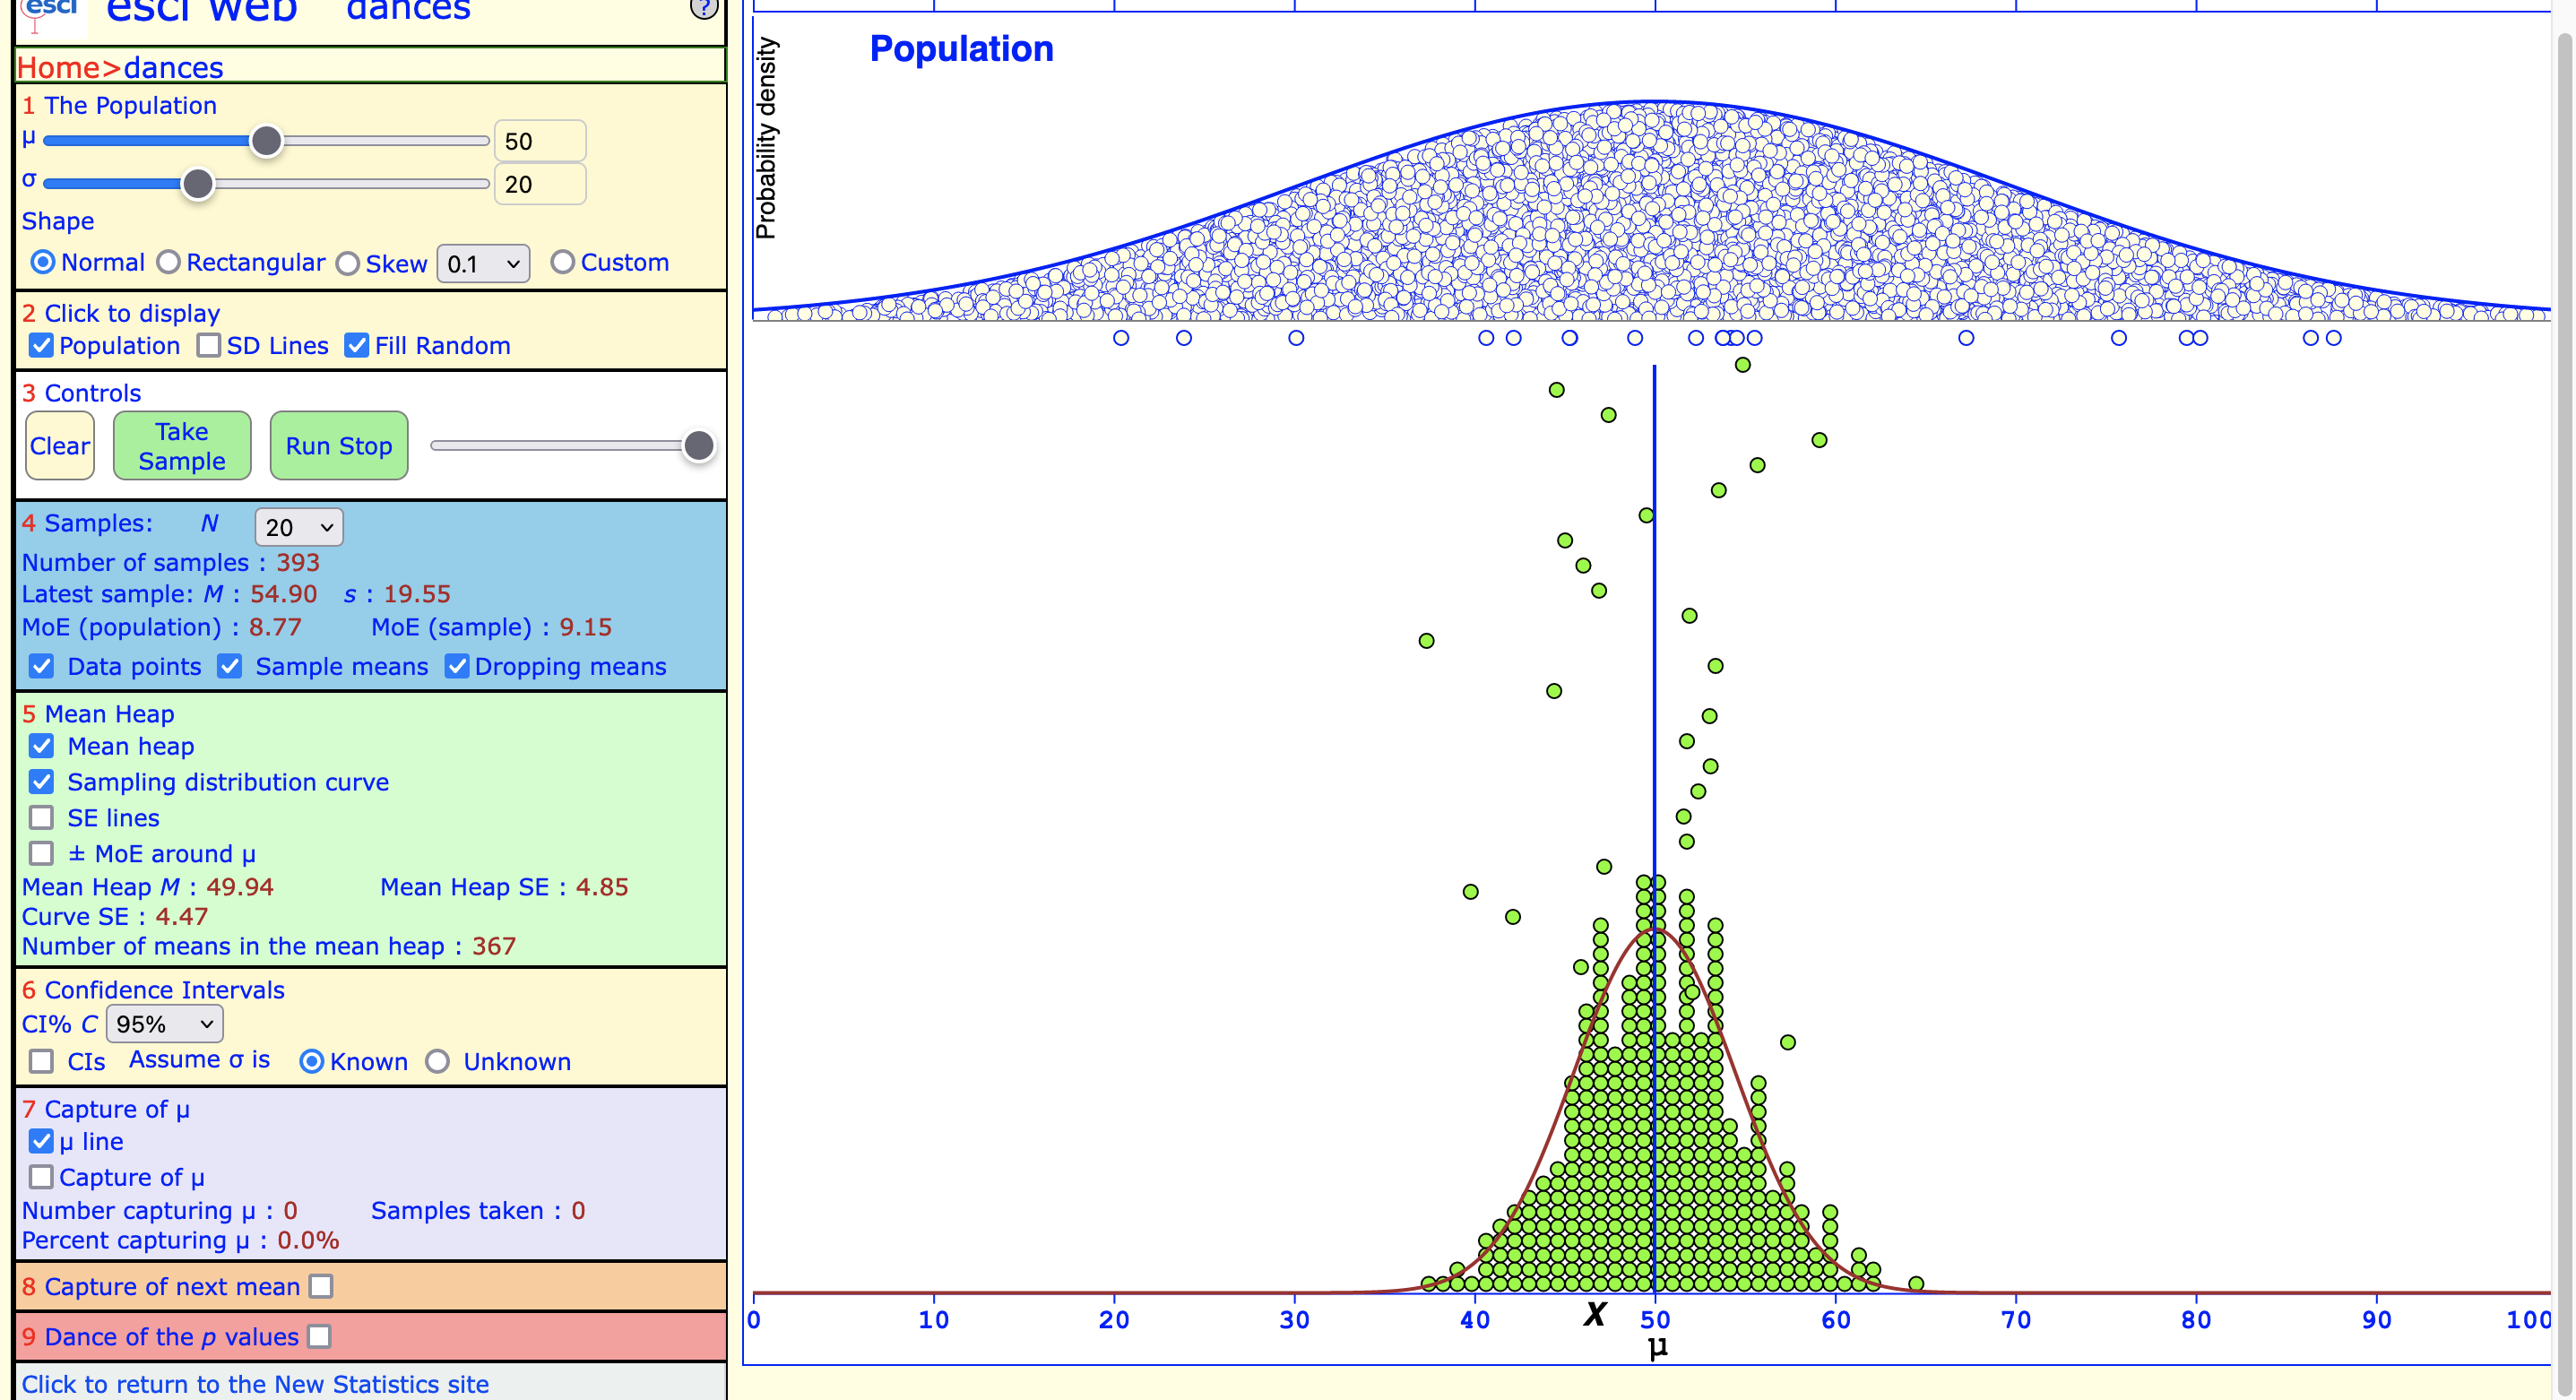 esci esci web dances ?
Home>dances
1 The Population
μ 50
σ 20
Shape
Normal Rectangular Skew 0.1 Custom
2 Click to display
Population SD Lines Fill Random
3 Controls
Clear Take Sample Run Stop
4 Samples: N 20
Number of samples : 393
Latest sample: M : 54.90 s : 19.55
MoE (population) : 8.77 MoE (sample) : 9.15
Data points Sample means Dropping means
5 Mean Heap
Mean heap
Sampling distribution curve
SE lines
± MoE around μ
Mean Heap M : 49.94 Mean Heap SE : 4.85
Curve SE : 4.47
Number of means in the mean heap : 367
6 Confidence Intervals
CI% C 95%
CIs Assume σ is Known Unknown
7 Capture of μ
μ line
Capture of μ
Number capturing μ : 0 Samples taken : 0
Percent capturing μ : 0.0%
8 Capture of next mean
9 Dance of the p values
Click to return to the New Statistics site
Population
Probability density
0 10 20 30 40 X 50 60 70 80 90 100
μ